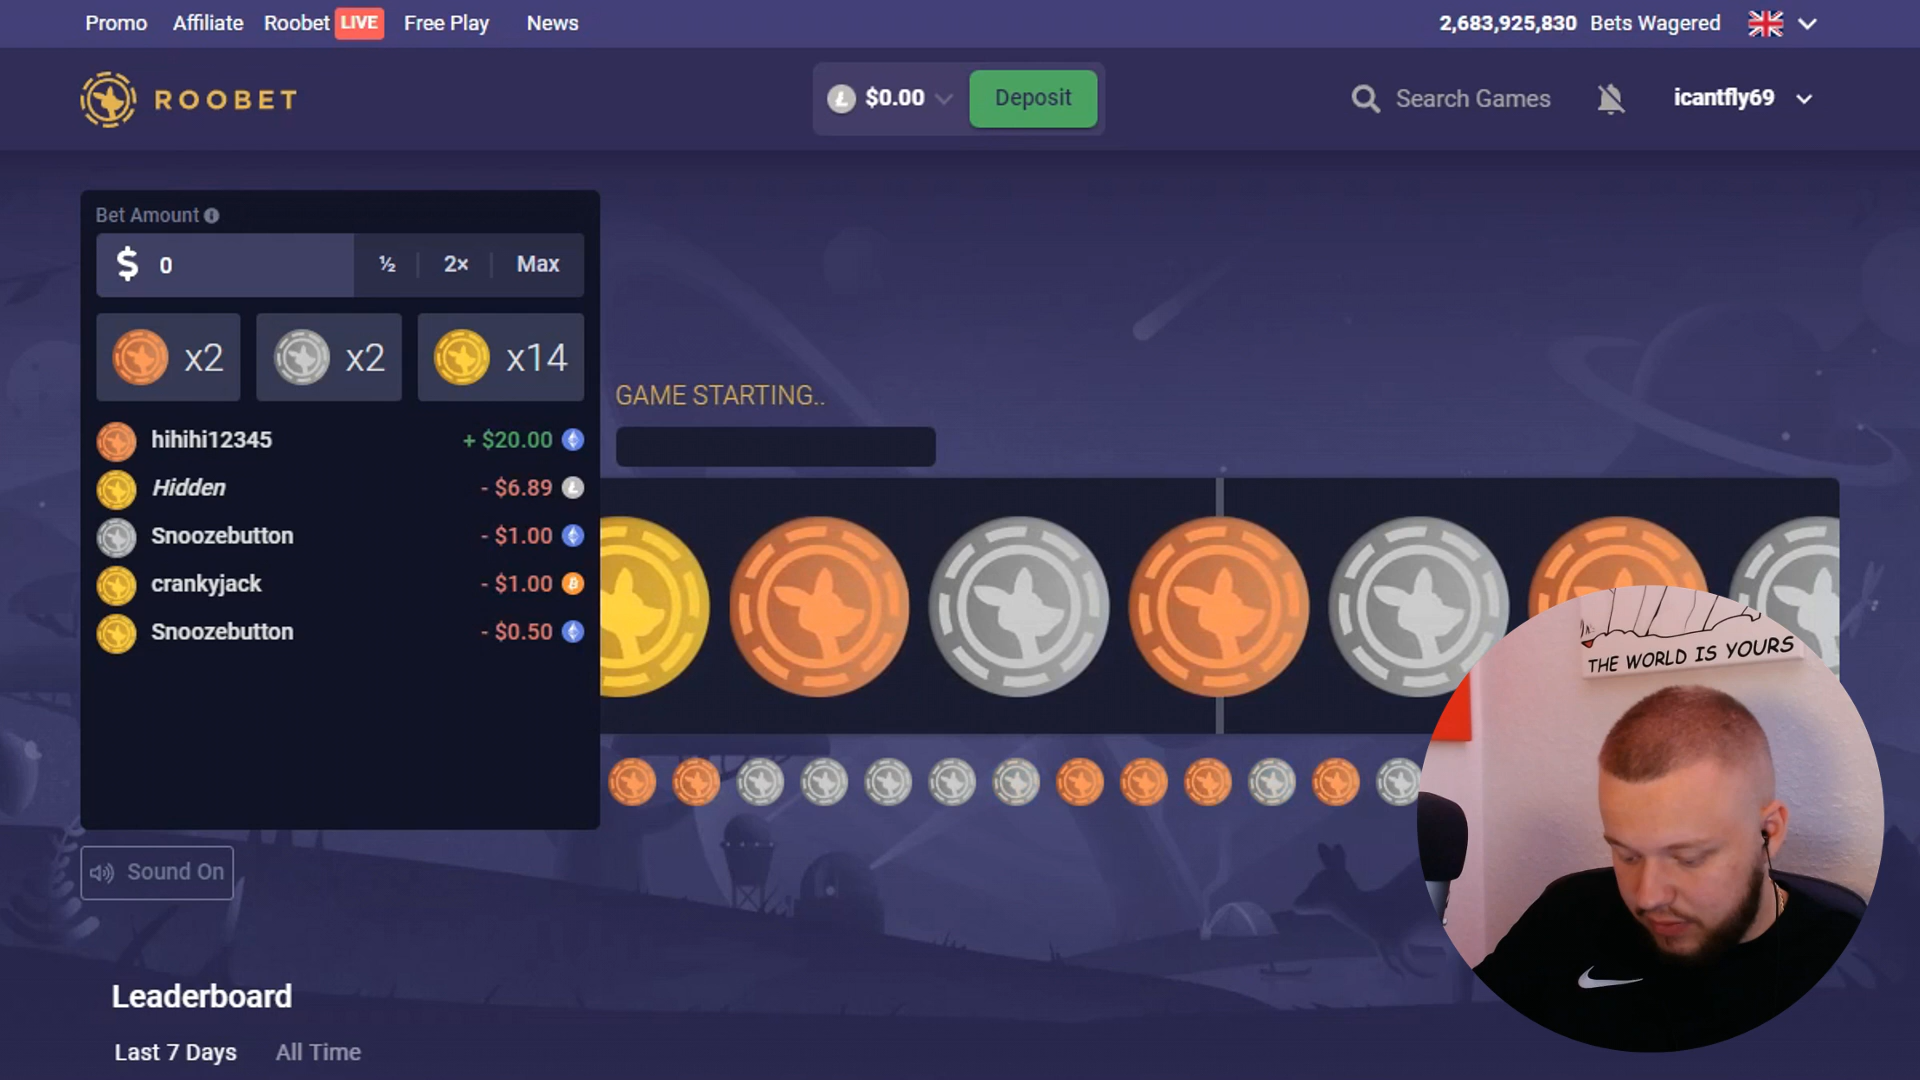 Promo Affiliate Roobet LIVE Free Play News
2,683,925,830 Bets Wagered
ROOBET
$0.00 Deposit
Search Games
icantfly69
Bet Amount
$ 0 ½ 2× Max
x2 x2 x14
hihihi12345 + $20.00
Hidden - $6.89
Snoozebutton - $1.00
crankyjack - $1.00
Snoozebutton - $0.50
GAME STARTING..
THE WORLD IS YOURS
Sound On
Leaderboard
Last 7 Days All Time